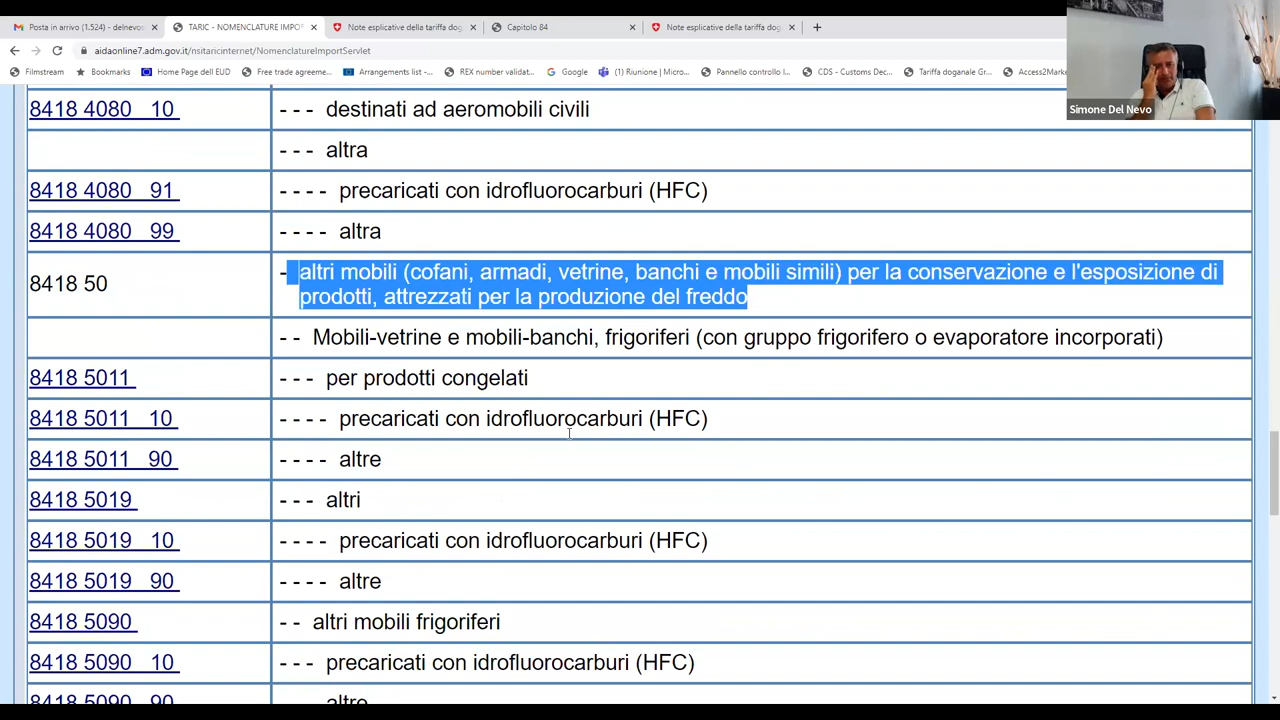 Posta in arrivo (1.524) - delnevos
TARIC - NOMENCLATURE IMPO
Note esplicative della tariffa dog
Capitolo 84
Note esplicative della tariffa dog
aidaonline7.adm.gov.it/nsitaricinternet/NomenclatureImportServlet
Filmstream
Bookmarks
Home Page dell EUD
Free trade agreeme...
Arrangements list -...
REX number validat...
Google
(1) Riunione | Micro...
Pannello controllo I...
CDS - Customs Dec...
Tariffa doganale Gr...
Access2Market
Simone Del Nevo
8418 4080 10 - - - destinati ad aeromobili civili
- - - altra
8418 4080 91 - - - - precaricati con idrofluorocarburi (HFC)
8418 4080 99 - - - - altra
8418 50 - altri mobili (cofani, armadi, vetrine, banchi e mobili simili) per la conservazione e l'esposizione di
prodotti, attrezzati per la produzione del freddo
- - Mobili-vetrine e mobili-banchi, frigoriferi (con gruppo frigorifero o evaporatore incorporati)
8418 5011 - - - per prodotti congelati
8418 5011 10 - - - - precaricati con idrofluorocarburi (HFC)
8418 5011 90 - - - - altre
8418 5019 - - - altri
8418 5019 10 - - - - precaricati con idrofluorocarburi (HFC)
8418 5019 90 - - - - altre
8418 5090 - - altri mobili frigoriferi
8418 5090 10 - - - precaricati con idrofluorocarburi (HFC)
8418 5090 90 - - - altre